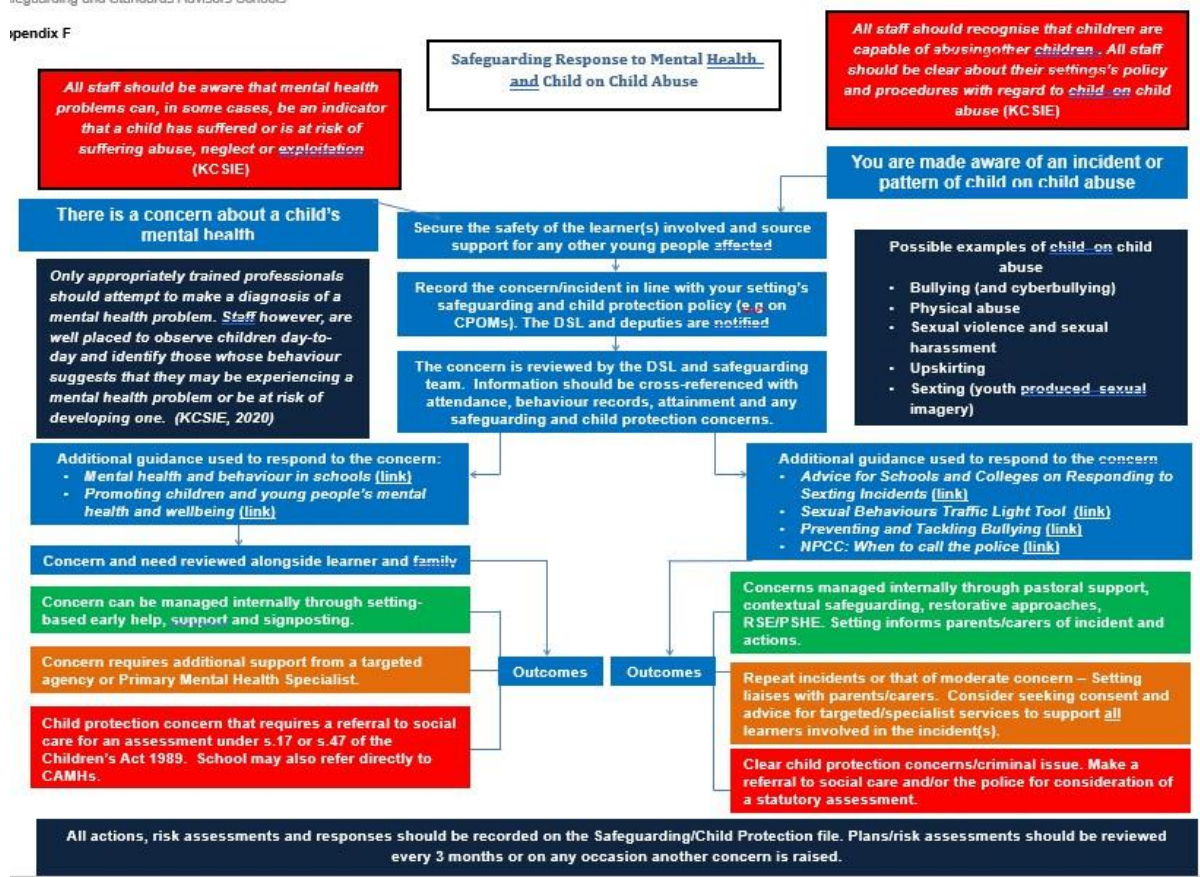 Safeguarding and Standards Advisors Schools
ppendix F
Safeguarding Response to Mental Health
and Child on Child Abuse
All staff should recognise that children are
capable of abusingother children. All staff
should be clear about their settings's policy
and procedures with regard to child on child
abuse (KCSIE)
All staff should be aware that mental health
problems can, in some cases, be an indicator
that a child has suffered or is at risk of
suffering abuse, neglect or exploitation
(KCSIE)
You are made aware of an incident or
pattern of child on child abuse
There is a concern about a child's
mental health
Secure the safety of the learner(s) involved and source
support for any other young people affected
Only appropriately trained professionals
should attempt to make a diagnosis of a
mental health problem. Staff however, are
well placed to observe children day-to-
day and identify those whose behaviour
suggests that they may be experiencing a
mental health problem or be at risk of
developing one. (KCSIE, 2020)
Record the concern/incident in line with your setting's
safeguarding and child protection policy (e.g on
CPOMs). The DSL and deputies are notified
The concern is reviewed by the DSL and safeguarding
team. Information should be cross-referenced with
attendance, behaviour records, attainment and any
safeguarding and child protection concerns.
Possible examples of child on child
abuse
• Bullying (and cyberbullying)
• Physical abuse
• Sexual violence and sexual
harassment
• Upskirting
• Sexting (youth produced sexual
imagery)
Additional guidance used to respond to the concern:
• Mental health and behaviour in schools (link)
• Promoting children and young people's mental
health and wellbeing (link)
Additional guidance used to respond to the concern
• Advice for Schools and Colleges on Responding to
Sexting Incidents (link)
• Sexual Behaviours Traffic Light Tool (link)
• Preventing and Tackling Bullying (link)
• NPCC: When to call the police (link)
Concern and need reviewed alongside learner and family
Concern can be managed internally through setting-
based early help, support and signposting.
Concern requires additional support from a targeted
agency or Primary Mental Health Specialist.
Child protection concern that requires a referral to social
care for an assessment under s.17 or s.47 of the
Children's Act 1989. School may also refer directly to
CAMHs.
Outcomes
Outcomes
Concerns managed internally through pastoral support,
contextual safeguarding, restorative approaches,
RSE/PSHE. Setting informs parents/carers of incident and
actions.
Repeat incidents or that of moderate concern – Setting
liaises with parents/carers. Consider seeking consent and
advice for targeted/specialist services to support all
learners involved in the incident(s).
Clear child protection concerns/criminal issue. Make a
referral to social care and/or the police for consideration of
a statutory assessment.
All actions, risk assessments and responses should be recorded on the Safeguarding/Child Protection file. Plans/risk assessments should be reviewed
every 3 months or on any occasion another concern is raised.